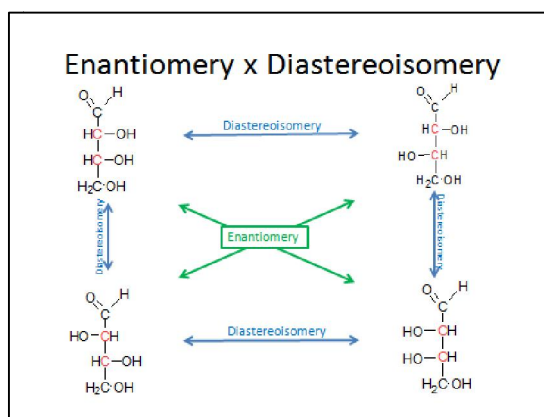 Enantiomery x Diastereoisomery
O H
C
HC-OH
HC-OH
H₂C-OH
Diastereoisomery
O H
C
HC-OH
HO-CH
H₂C-OH
Diastereoisomery
Enantiomery
Diastereoisomery
O H
C
HO-CH
HC-OH
H₂C-OH
Diastereoisomery
O H
C
HO-CH
HO-CH
H₂C-OH